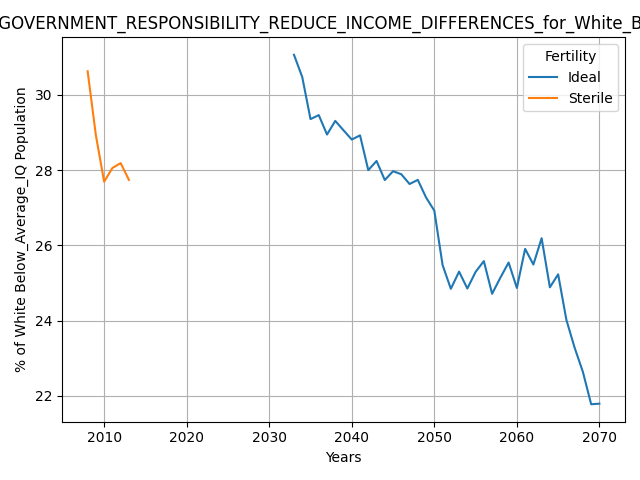 GOVERNMENT_RESPONSIBILITY_REDUCE_INCOME_DIFFERENCES_for_White_B
Fertility
Ideal
Sterile
% of White Below_Average_IQ Population
30
28
26
24
22
2010 2020 2030 2040 2050 2060 2070
Years